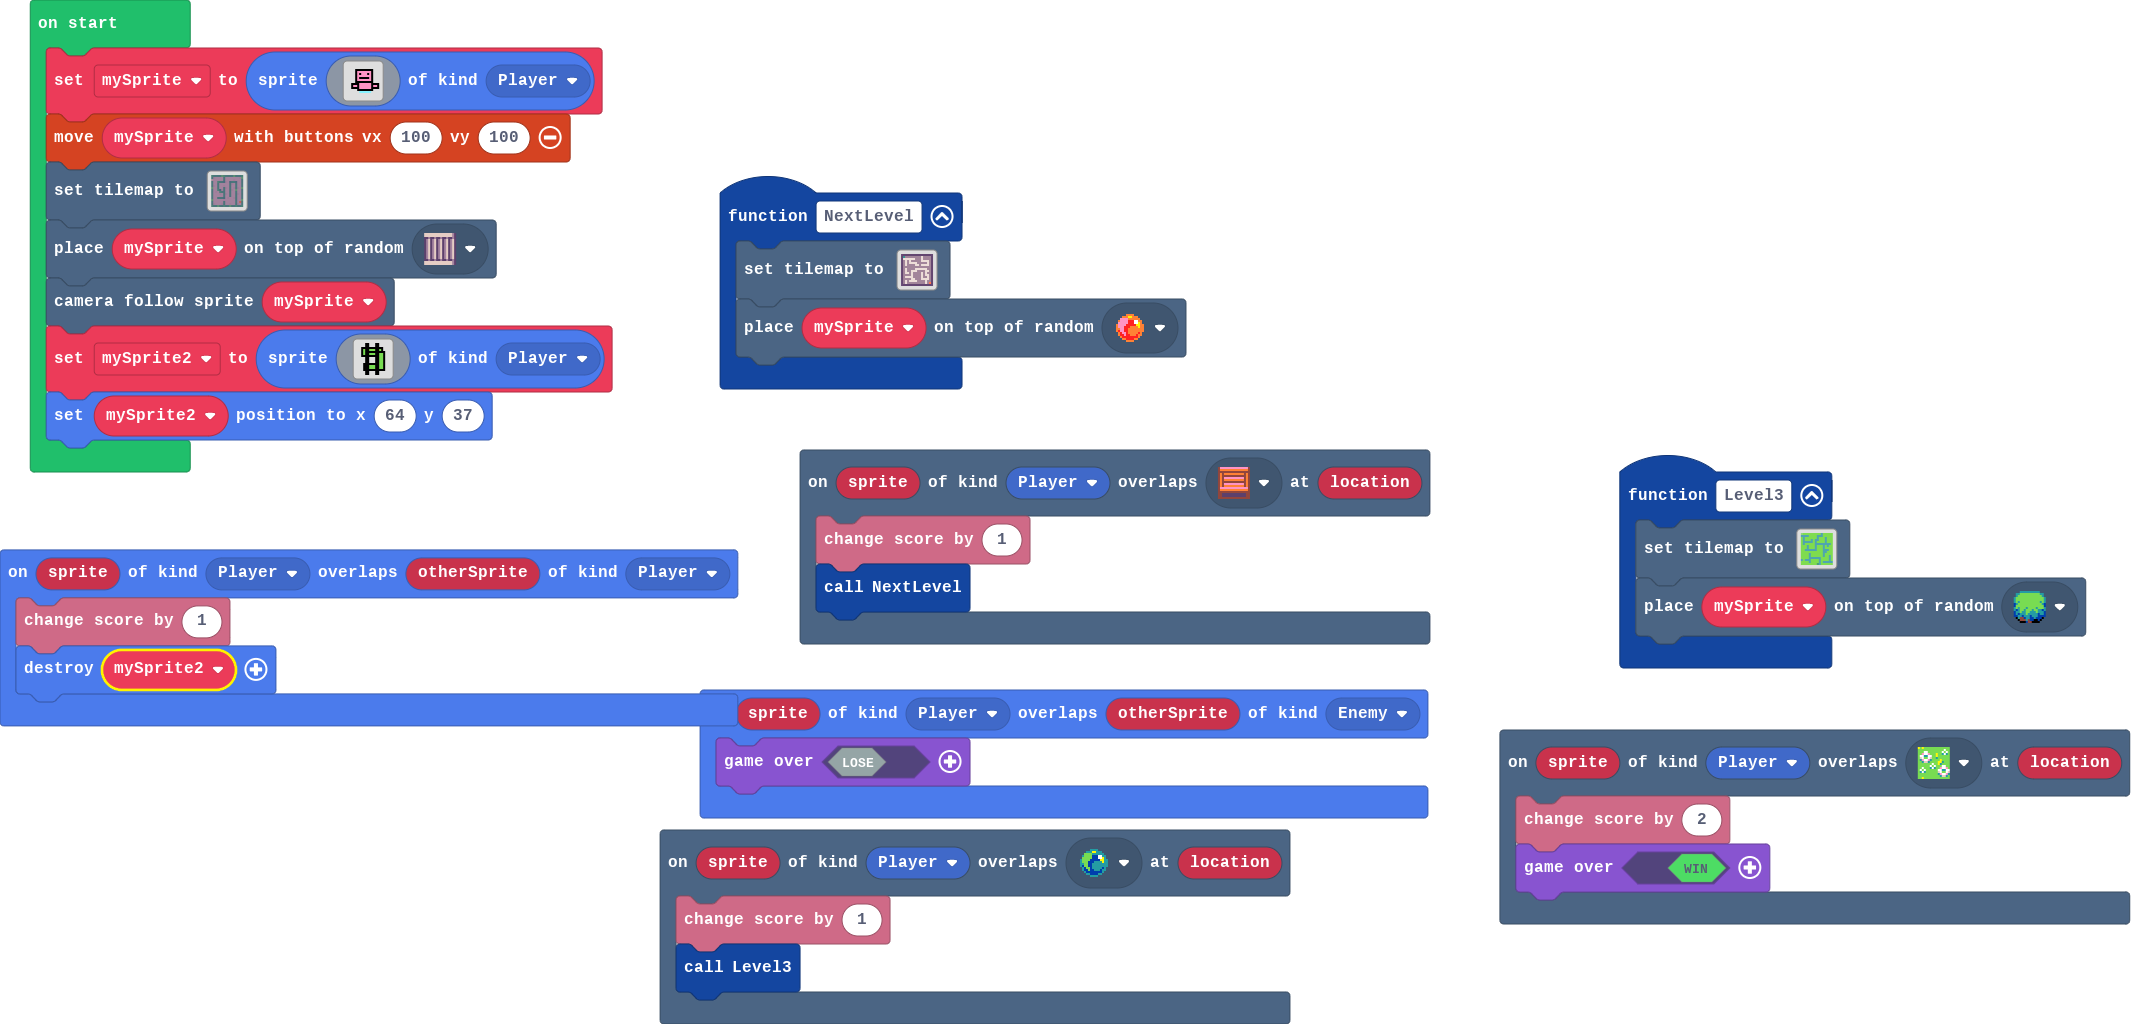 on start
set mySprite to sprite of kind Player
move mySprite with buttons vx 100 vy 100
set tilemap to
place mySprite on top of random
camera follow sprite mySprite
set mySprite2 to sprite of kind Player
set mySprite2 position to x 64 y 37
function NextLevel
set tilemap to
place mySprite on top of random
on sprite of kind Player overlaps at location
change score by 1
call NextLevel
function Level3
set tilemap to
place mySprite on top of random
on sprite of kind Player overlaps otherSprite of kind Player
change score by 1
destroy mySprite2
sprite of kind Player overlaps otherSprite of kind Enemy
game over LOSE
on sprite of kind Player overlaps at location
change score by 2
game over WIN
on sprite of kind Player overlaps at location
change score by 1
call Level3